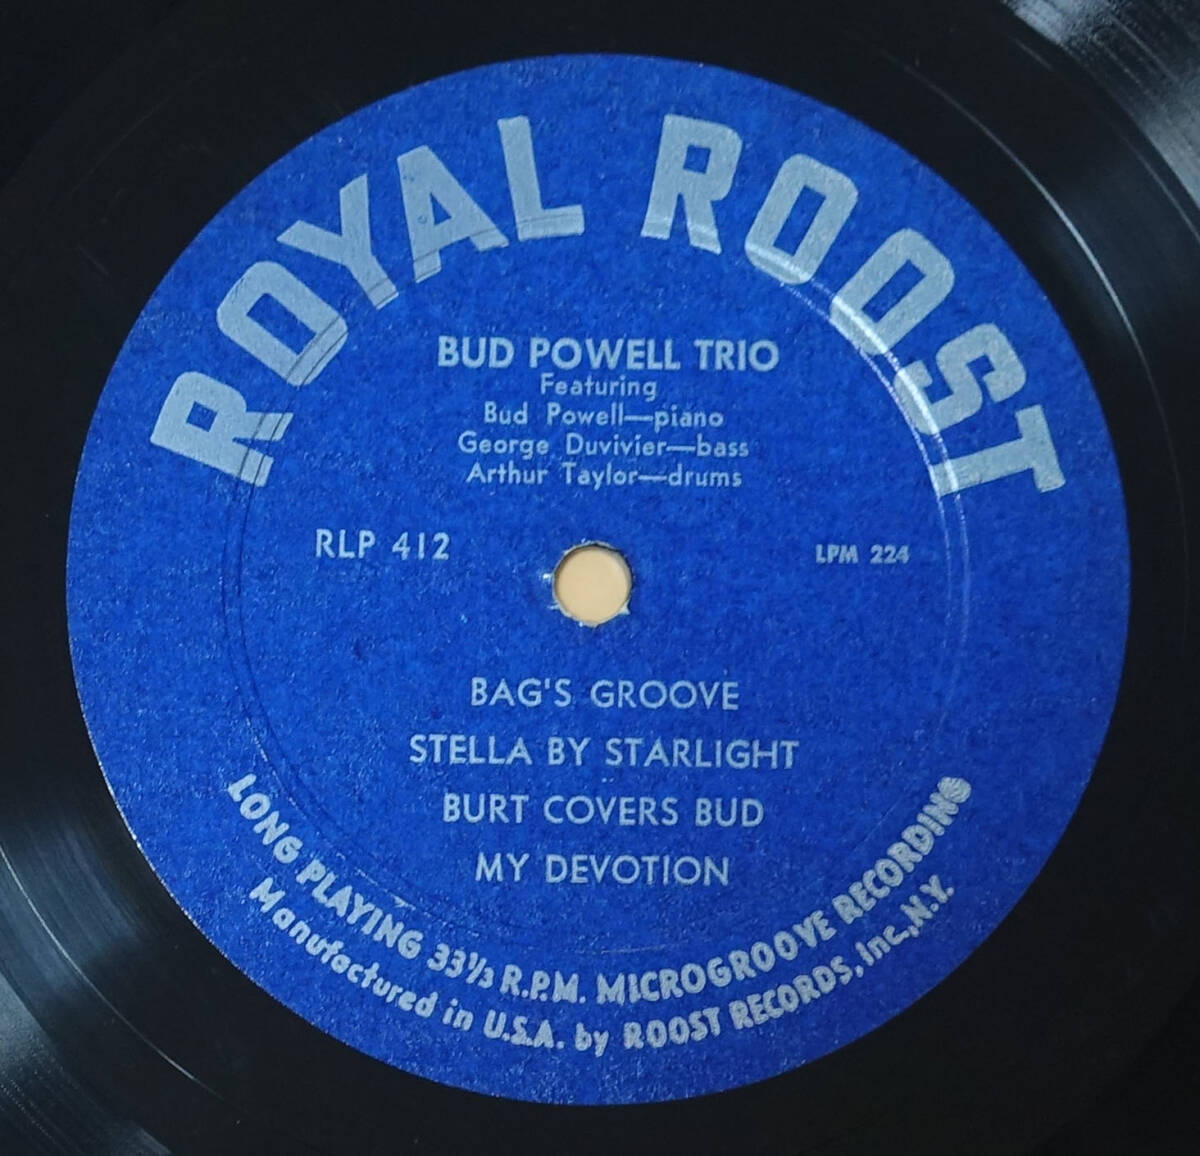 ROYAL ROOST
BUD POWELL TRIO
Featuring
Bud Powell—piano
George Duvivier—bass
Arthur Taylor—drums
RLP 412
LPM 224
BAG'S GROOVE
STELLA BY STARLIGHT
BURT COVERS BUD
MY DEVOTION
LONG PLAYING 33⅓ R.P.M. MICROGROOVE RECORDING
Manufactured in U.S.A. by ROOST RECORDS, Inc., N.Y.